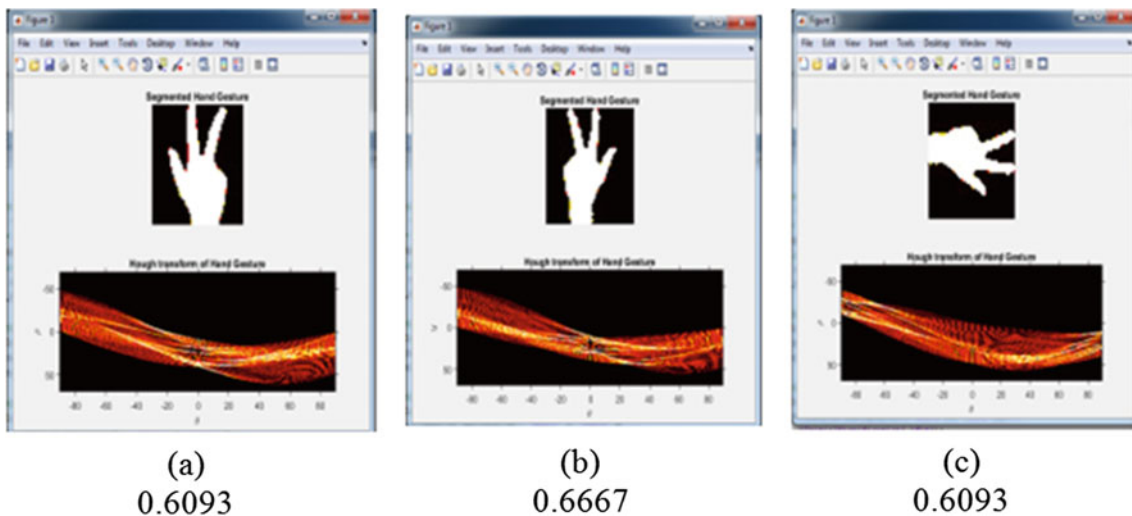 Figure 1
File Edit View Insert Tools Desktop Window Help
Segmented Hand Gesture
Hough transform of Hand Gesture
-50
0
50
-80 -60 -40 -20 0 20 40 60 80
(a)
0.6093
Figure 1
File Edit View Insert Tools Desktop Window Help
Segmented Hand Gesture
Hough transform of Hand Gesture
-50
0
50
-80 -60 -40 -20 0 20 40 60 80
(b)
0.6667
Figure 1
File Edit View Insert Tools Desktop Window Help
Segmented Hand Gesture
Hough transform of Hand Gesture
-50
0
50
-80 -60 -40 -20 0 20 40 60 80
(c)
0.6093